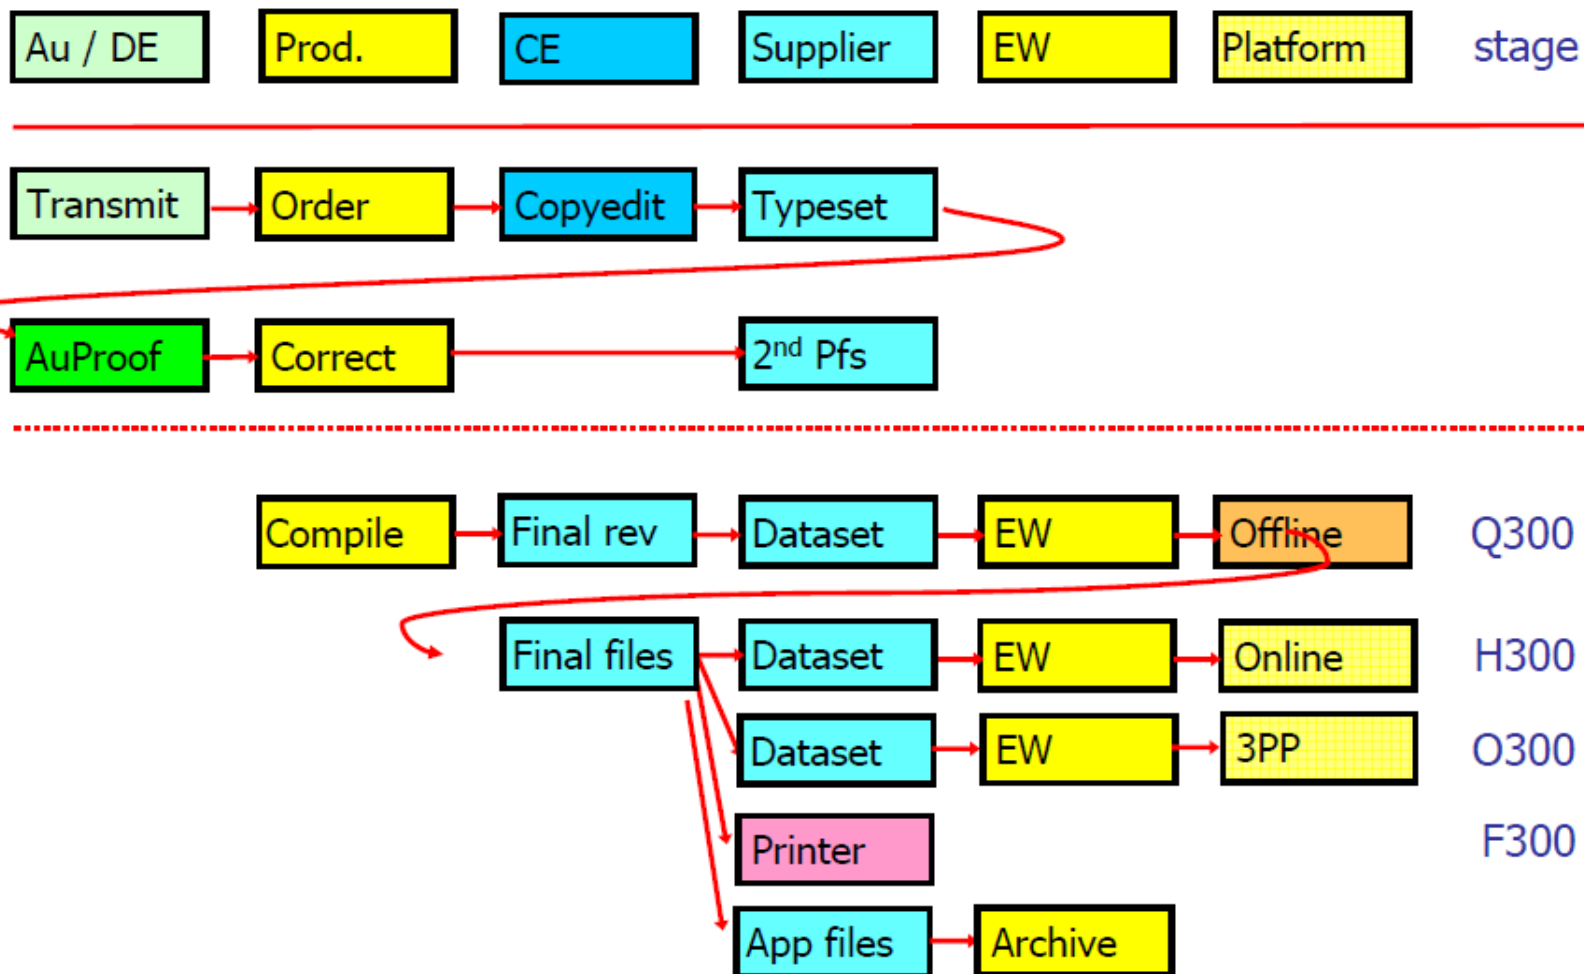 Au / DE Prod. CE Supplier EW Platform stage
Transmit Order Copyedit Typeset
AuProof Correct 2nd Pfs
Compile Final rev Dataset EW Offline Q300
Final files Dataset EW Online H300
Dataset EW 3PP O300
Printer F300
App files Archive